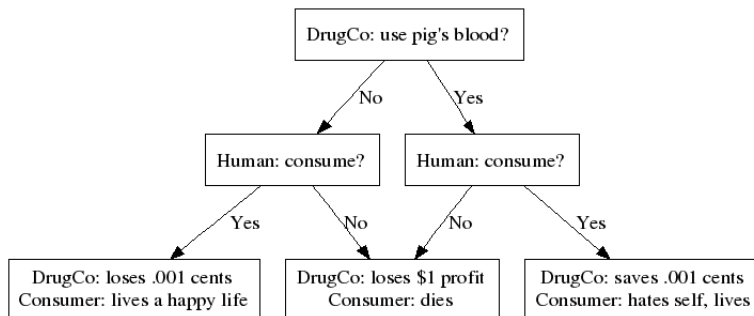 DrugCo: use pig's blood?
No
Yes
Human: consume?
Human: consume?
Yes
No
No
Yes
DrugCo: loses .001 cents
Consumer: lives a happy life
DrugCo: loses $1 profit
Consumer: dies
DrugCo: saves .001 cents
Consumer: hates self, lives